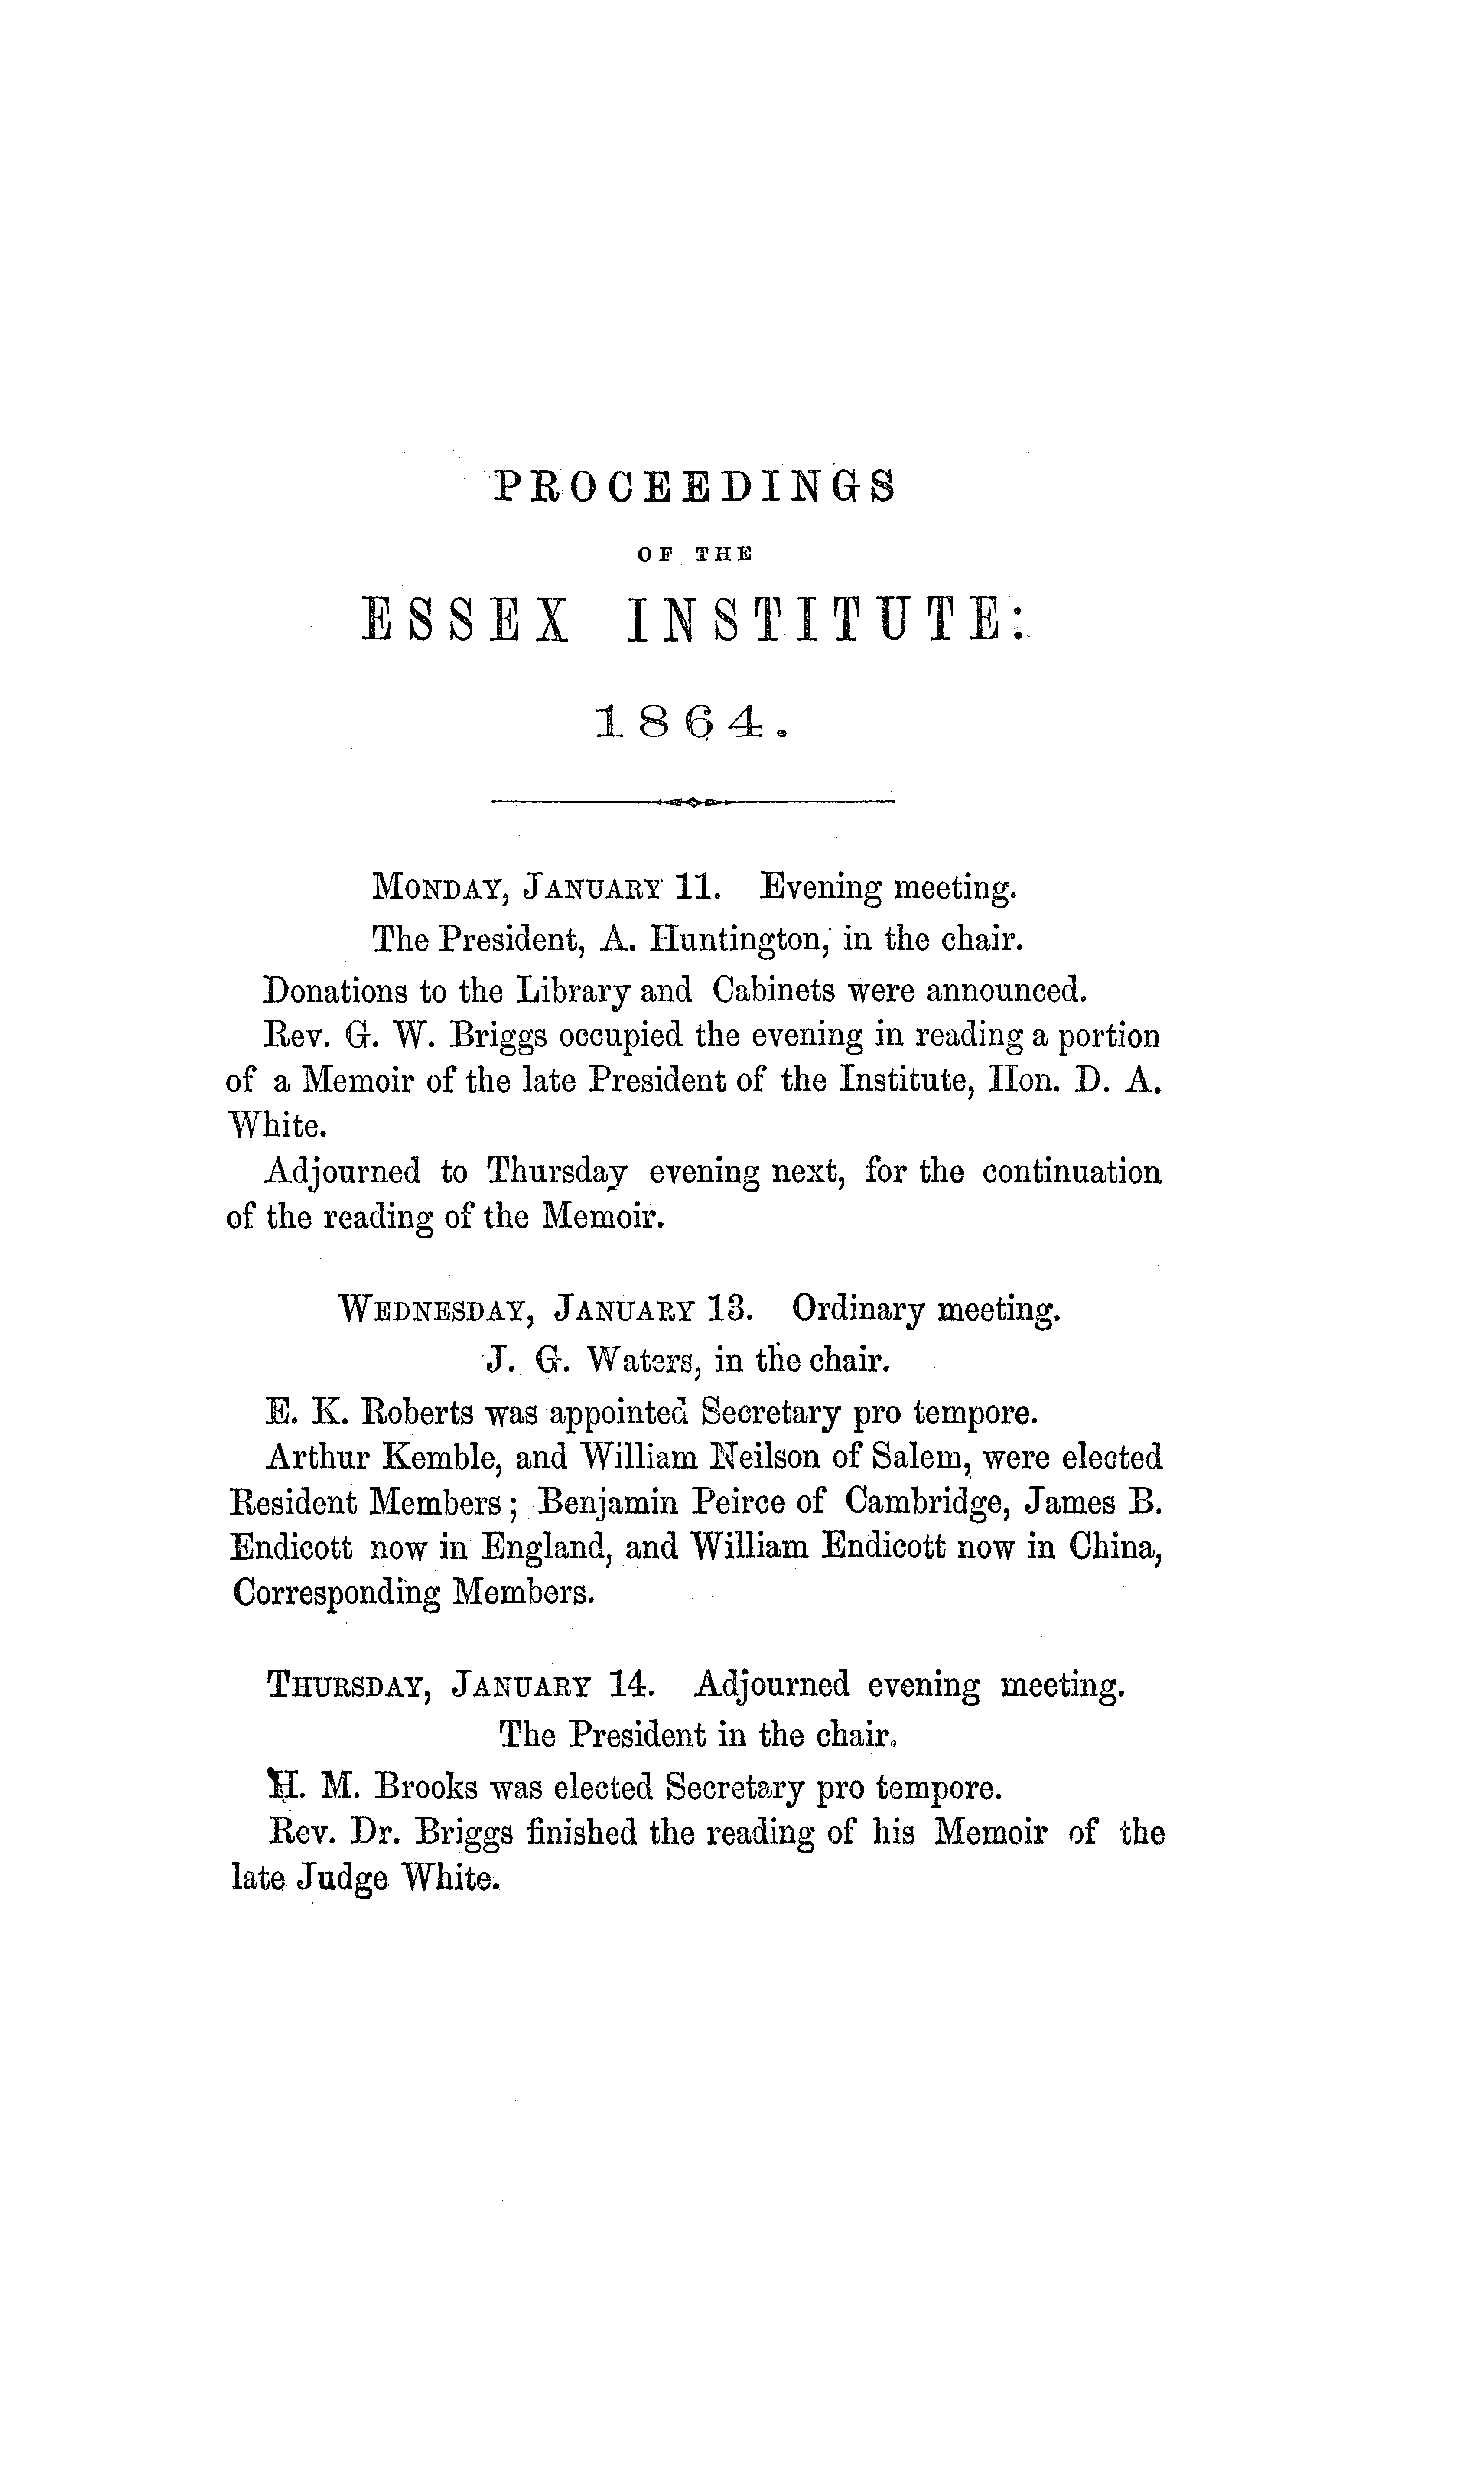 PROCEEDINGS
OF THE
ESSEX INSTITUTE:
1864.
MONDAY, JANUARY 11. Evening meeting.
The President, A. Huntington, in the chair.
Donations to the Library and Cabinets were announced.
Rev. G. W. Briggs occupied the evening in reading a portion
of a Memoir of the late President of the Institute, Hon. D. A.
White.
Adjourned to Thursday evening next, for the continuation
of the reading of the Memoir.
WEDNESDAY, JANUARY 13. Ordinary meeting.
J. G. Waters, in the chair.
E. K. Roberts was appointed Secretary pro tempore.
Arthur Kemble, and William Neilson of Salem, were elected
Resident Members; Benjamin Peirce of Cambridge, James B.
Endicott now in England, and William Endicott now in China,
Corresponding Members.
THURSDAY, JANUARY 14. Adjourned evening meeting.
The President in the chair.
H. M. Brooks was elected Secretary pro tempore.
Rev. Dr. Briggs finished the reading of his Memoir of the
late Judge White.